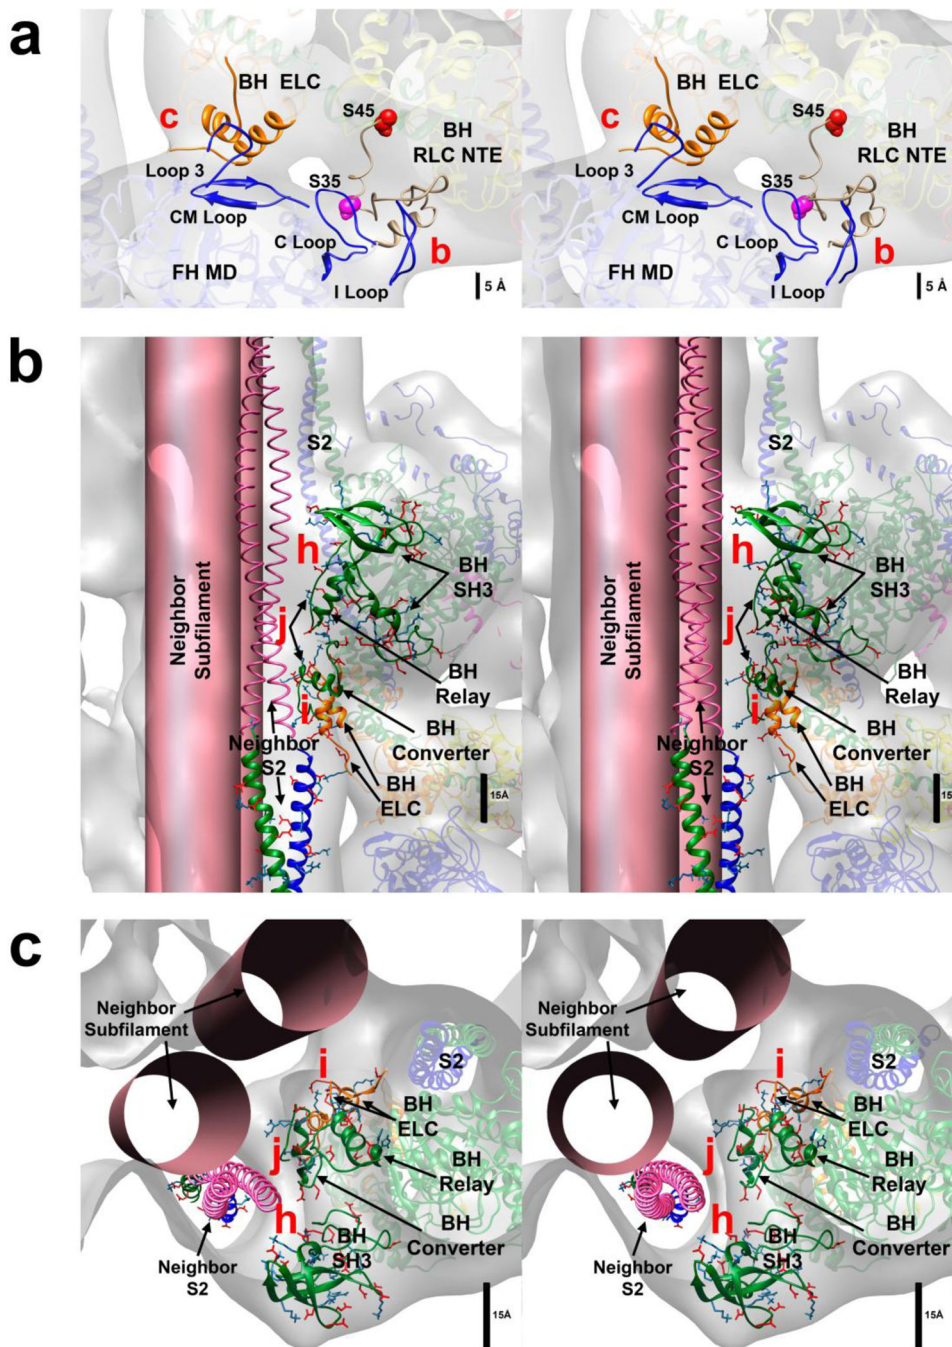 a
BH ELC
S45
c
BH
RLC NTE
Loop 3
S35
CM Loop
C Loop
b
FH MD
I Loop
5 Å
BH ELC
S45
c
BH
RLC NTE
Loop 3
S35
CM Loop
C Loop
b
FH MD
I Loop
5 Å
b
S2
h
BH
SH3
Neighbor
Subfilament
j
BH
Relay
i
BH
Converter
Neighbor
S2
BH
ELC
15Å
S2
h
BH
SH3
Neighbor
Subfilament
j
BH
Relay
i
BH
Converter
Neighbor
S2
BH
ELC
15Å
c
Neighbor
Subfilament
S2
i
BH
ELC
j
BH
Relay
h
BH
Converter
BH
SH3
Neighbor
S2
15Å
Neighbor
Subfilament
S2
i
BH
ELC
j
BH
Relay
h
BH
Converter
BH
SH3
Neighbor
S2
15Å